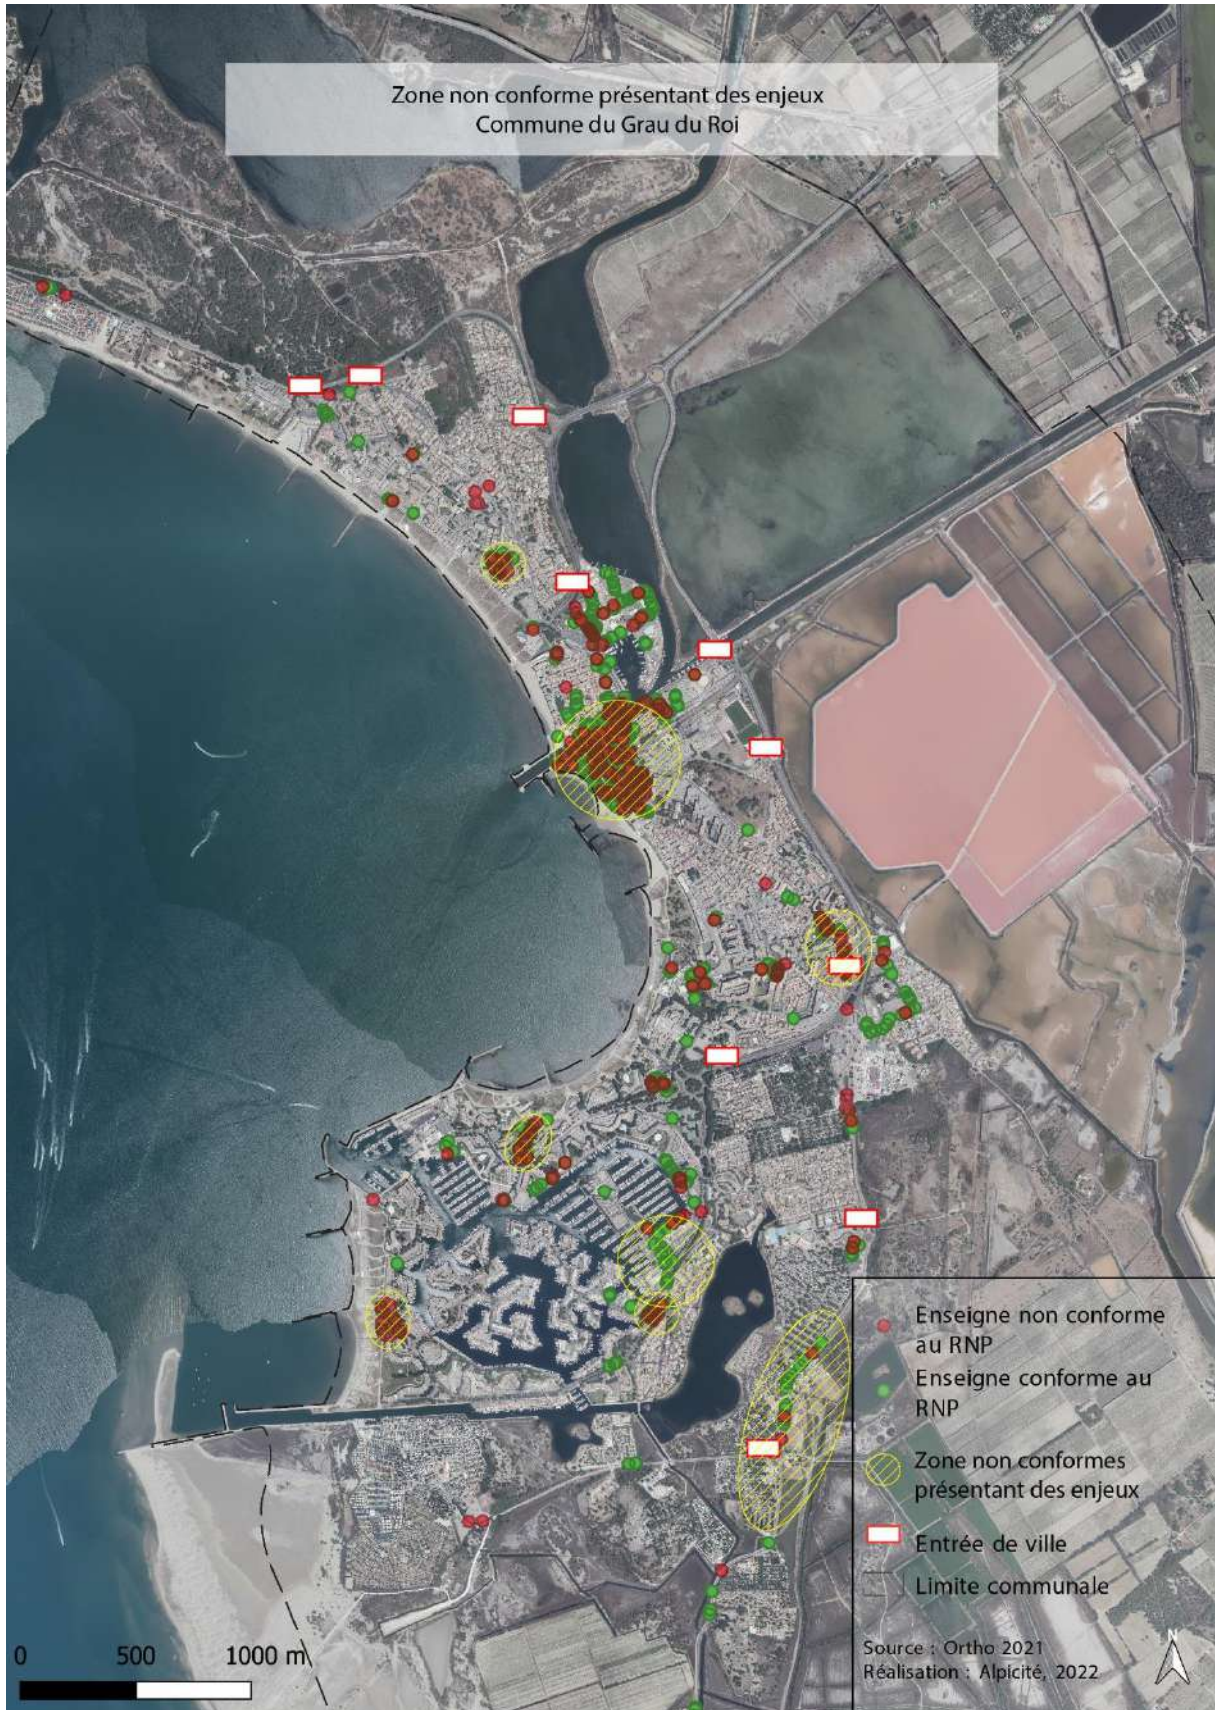 Zone non conforme présentant des enjeux
Commune du Grau du Roi
Enseigne non conforme
au RNP
Enseigne conforme au
RNP
Zone non conformes
présentant des enjeux
Entrée de ville
Limite communale
Source : Ortho 2021
Réalisation : Alpicité, 2022
N
0 500 1000 m